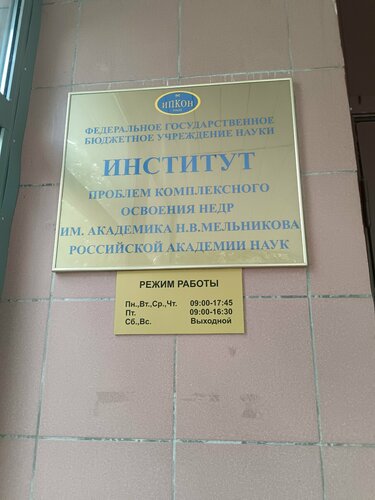 ИПКОН
ФЕДЕРАЛЬНОЕ ГОСУДАРСТВЕННОЕ
БЮДЖЕТНОЕ УЧРЕЖДЕНИЕ НАУКИ
ИНСТИТУТ
ПРОБЛЕМ КОМПЛЕКСНОГО
ОСВОЕНИЯ НЕДР
ИМ. АКАДЕМИКА Н.В.МЕЛЬНИКОВА
РОССИЙСКОЙ АКАДЕМИИ НАУК
РЕЖИМ РАБОТЫ
Пн.,Вт.,Ср.,Чт. 09:00-17:45
Пт. 09:00-16:30
Сб.,Вс. Выходной